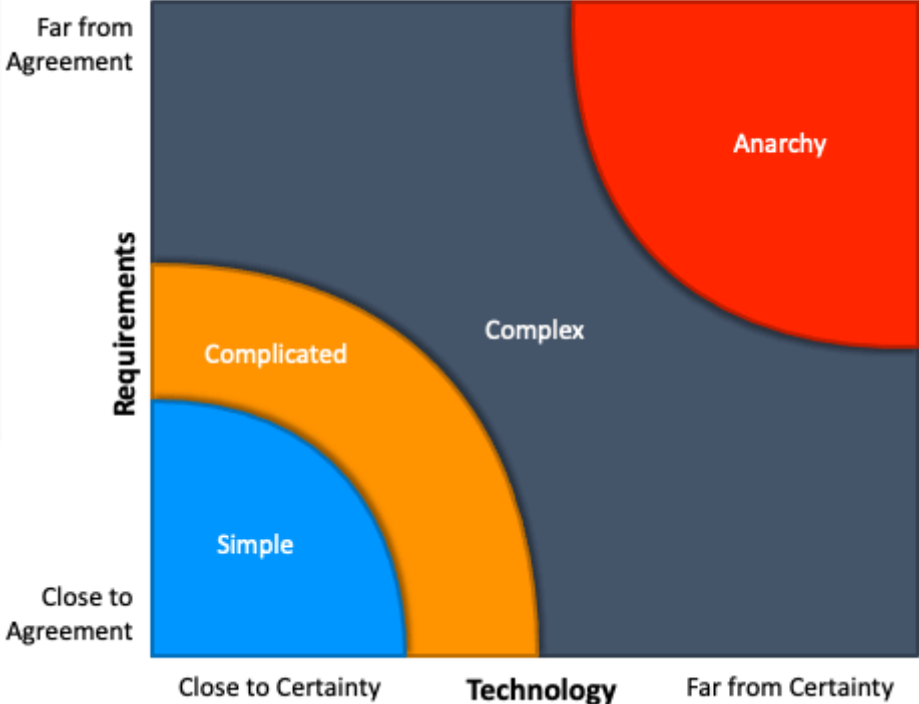 Far from
Agreement
Anarchy
Requirements
Complex
Complicated
Simple
Close to
Agreement
Close to Certainty
Technology
Far from Certainty